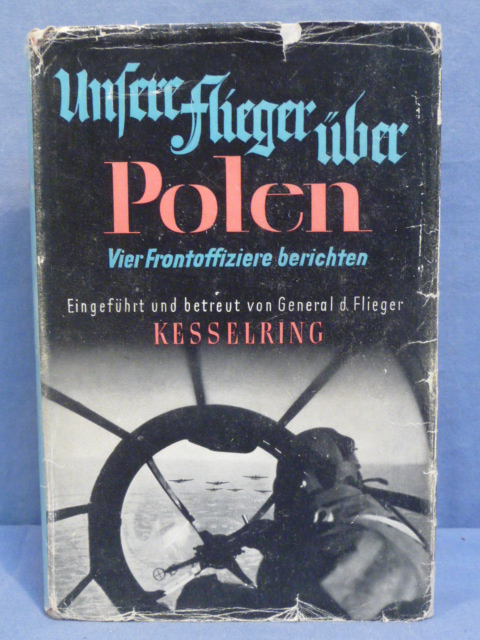 Unsere Flieger über
Polen
Vier Frontoffiziere berichten
Eingeführt und betreut von General d. Flieger
KESSELRING